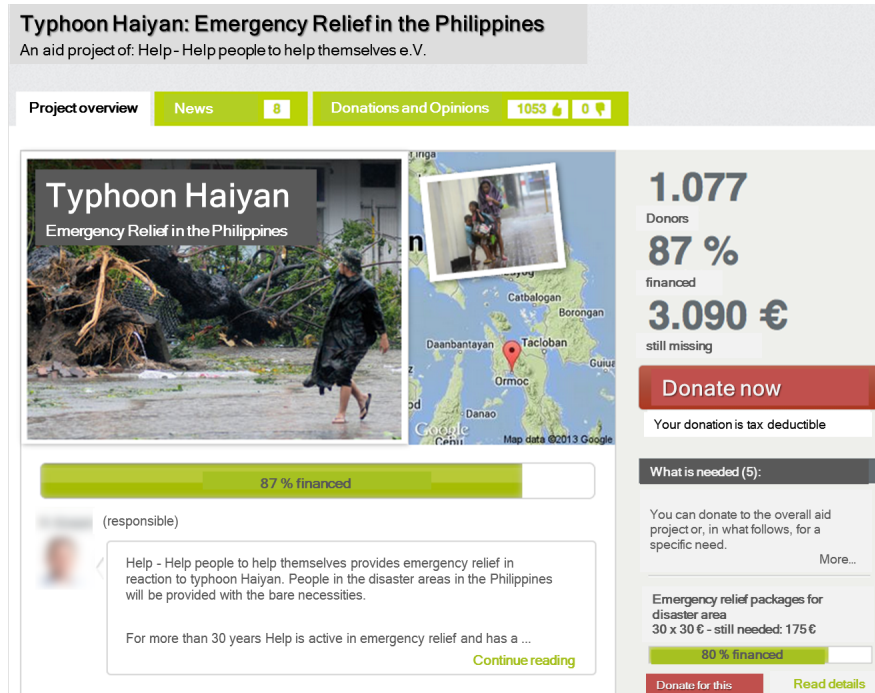 Typhoon Haiyan: Emergency Relief in the Philippines
An aid project of: Help - Help people to help themselves e.V.
Project overview
News 8
Donations and Opinions 1053 0
Typhoon Haiyan
Emergency Relief in the Philippines
Catbalogan
Borongan
Daanbantayan
Tacloban
Guiua
Ormoc
Danao
Google
Cebu
Map data ©2013 Google
1.077
Donors
87 %
financed
3.090 €
still missing
Donate now
Your donation is tax deductible
87 % financed
(responsible)
Help - Help people to help themselves provides emergency relief in
reaction to typhoon Haiyan. People in the disaster areas in the Philippines
will be provided with the bare necessities.
For more than 30 years Help is active in emergency relief and has a ...
Continue reading
What is needed (5):
You can donate to the overall aid
project or, in what follows, for a
specific need.
More...
Emergency relief packages for
disaster area
30 x 30 € - still needed: 175 €
80 % financed
Donate for this
Read details